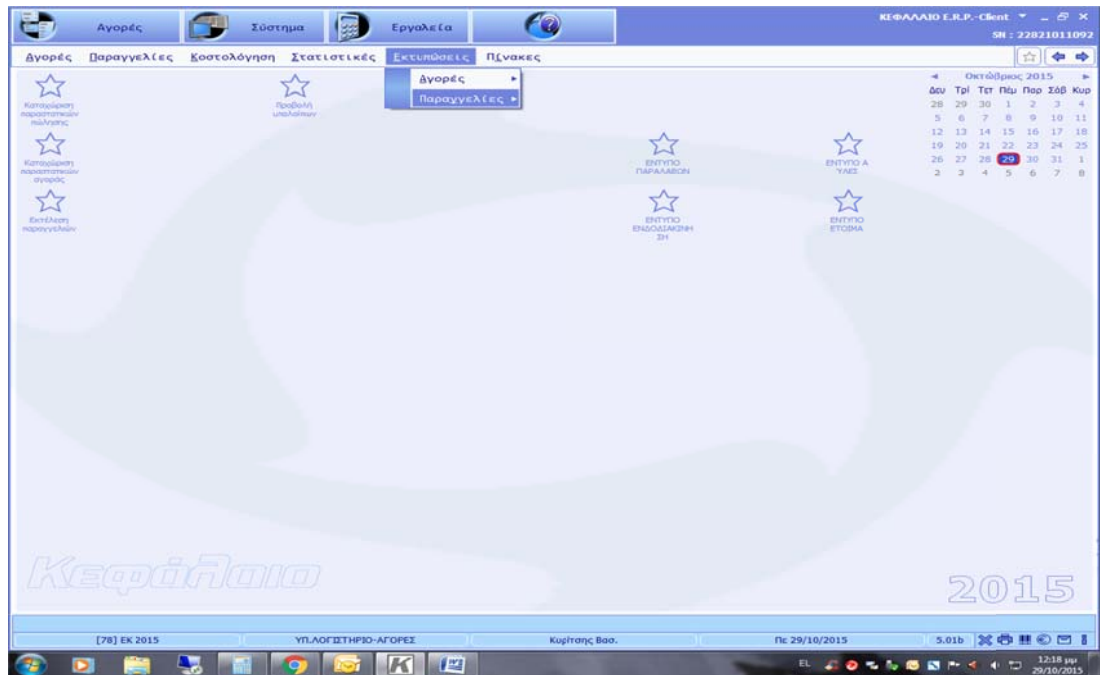 Αγορές Σύστημα Εργαλεία ΚΕΦΑΛΑΙΟ E.R.P.-Client
SN : 22821011092
Αγορές Παραγγελίες Κοστολόγηση Στατιστικές Εκτυπώσεις Πίνακες
Αγορές
Παραγγελίες
Καταχώριση
παραστατικών
πώλησης
Προβολή
υπολοίπων
Καταχώριση
παραστατικών
αγοράς
Εκτέλεση
παραγγελιών
ΕΝΤΥΠΟ
ΠΑΡΑΛΑΒΩΝ
ΕΝΤΥΠΟ Α
ΥΛΕΣ
ΕΝΤΥΠΟ
ΕΝΔΟΔΙΑΚΙΝΗ
ΣΗ
ΕΝΤΥΠΟ
ΕΤΟΙΜΑ
Οκτώβριος 2015
Δευ Τρί Τετ Πέμ Παρ Σάβ Κυρ
28 29 30 1 2 3 4
5 6 7 8 9 10 11
12 13 14 15 16 17 18
19 20 21 22 23 24 25
26 27 28 29 30 31 1
2 3 4 5 6 7 8
Κεφάλαιο
2015
[78] ΕΚ 2015 ΥΠ.ΛΟΓΙΣΤΗΡΙΟ-ΑΓΟΡΕΣ Κυρίτσης Βασ. Πε 29/10/2015 5.01b
EL 12:18 μμ
29/10/2015